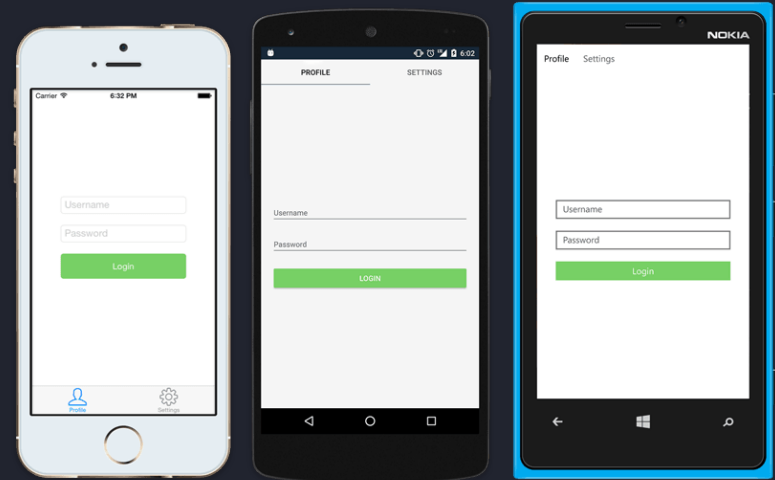 Carrier
6:32 PM
Username
Password
Login
Profile
Settings
6:02
PROFILE
SETTINGS
Username
Password
LOGIN
NOKIA
Profile
Settings
Username
Password
Login